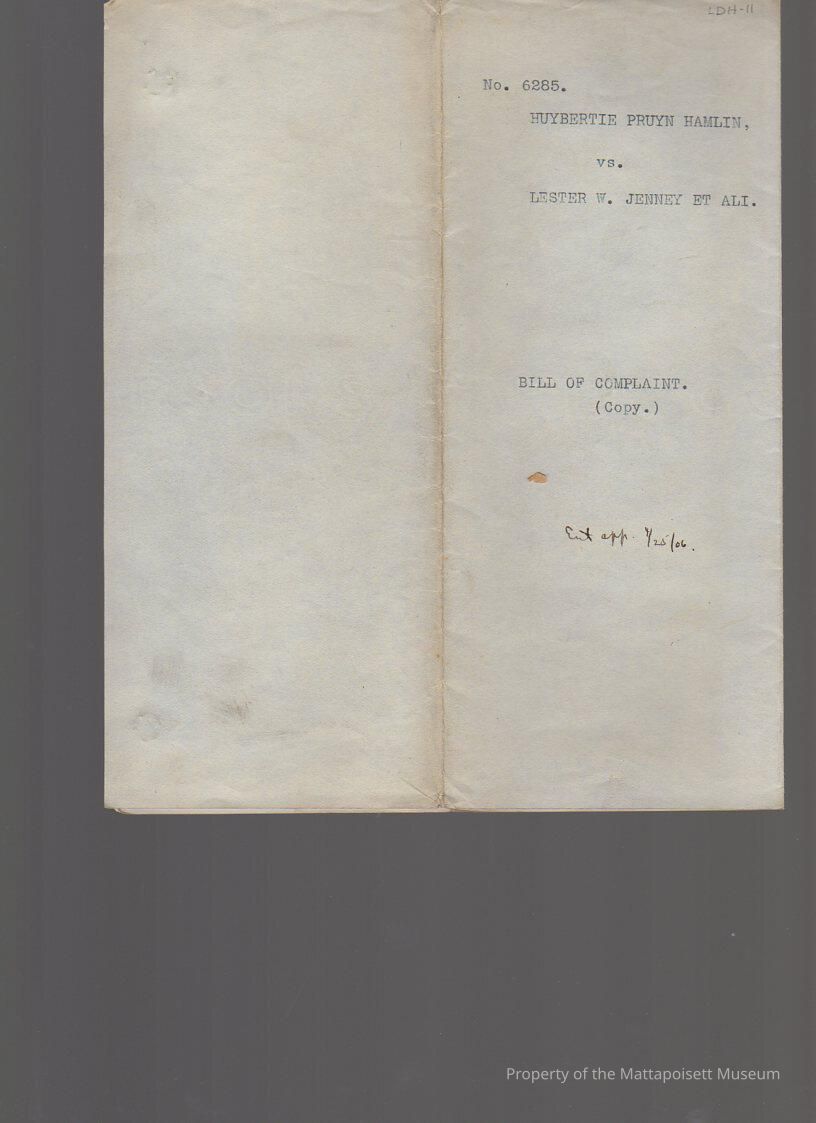 LDH-11
No. 6285.
HUYBERTIE PRUYN HAMLIN,
vs.
LESTER W. JENNEY ET ALI.
BILL OF COMPLAINT.
(Copy.)
Ent app. /25/06.
Property of the Mattapoisett Museum